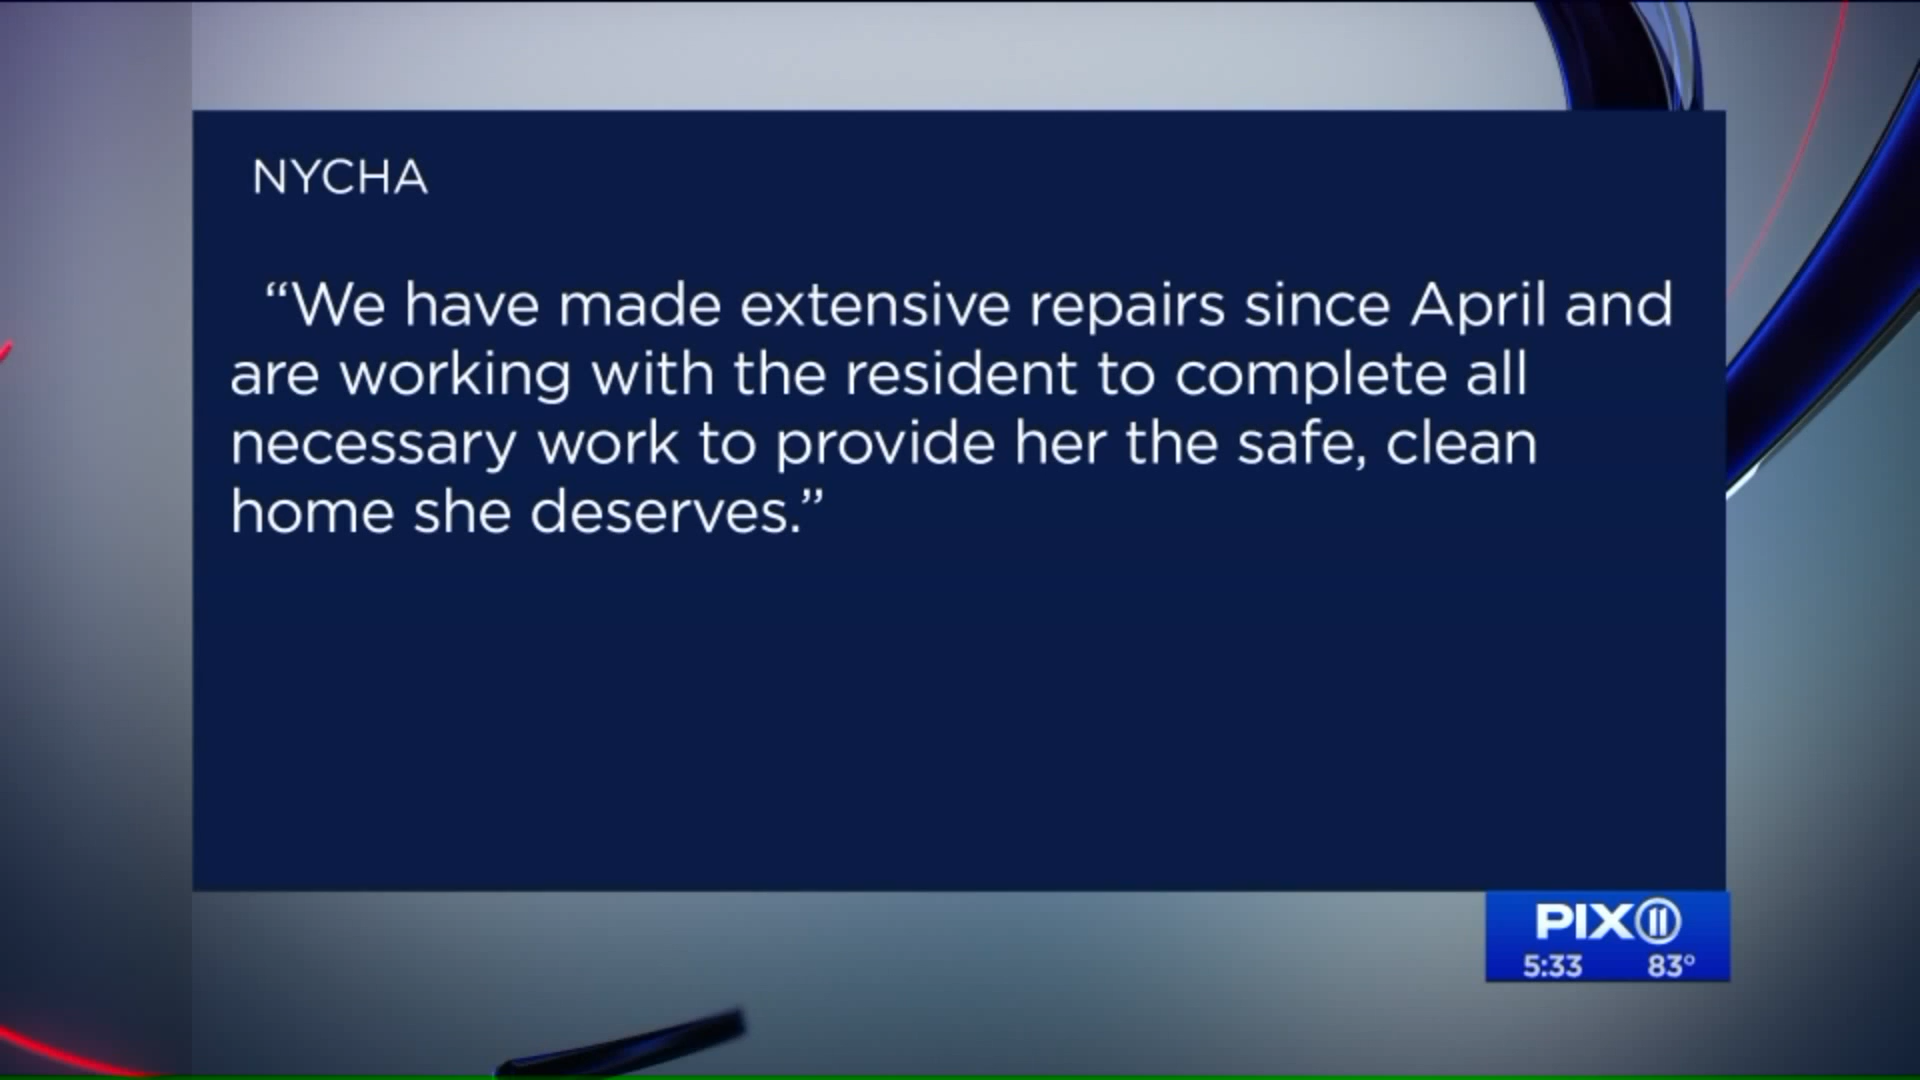 NYCHA
“We have made extensive repairs since April and
are working with the resident to complete all
necessary work to provide her the safe, clean
home she deserves.”
PIX11
5:33 83°